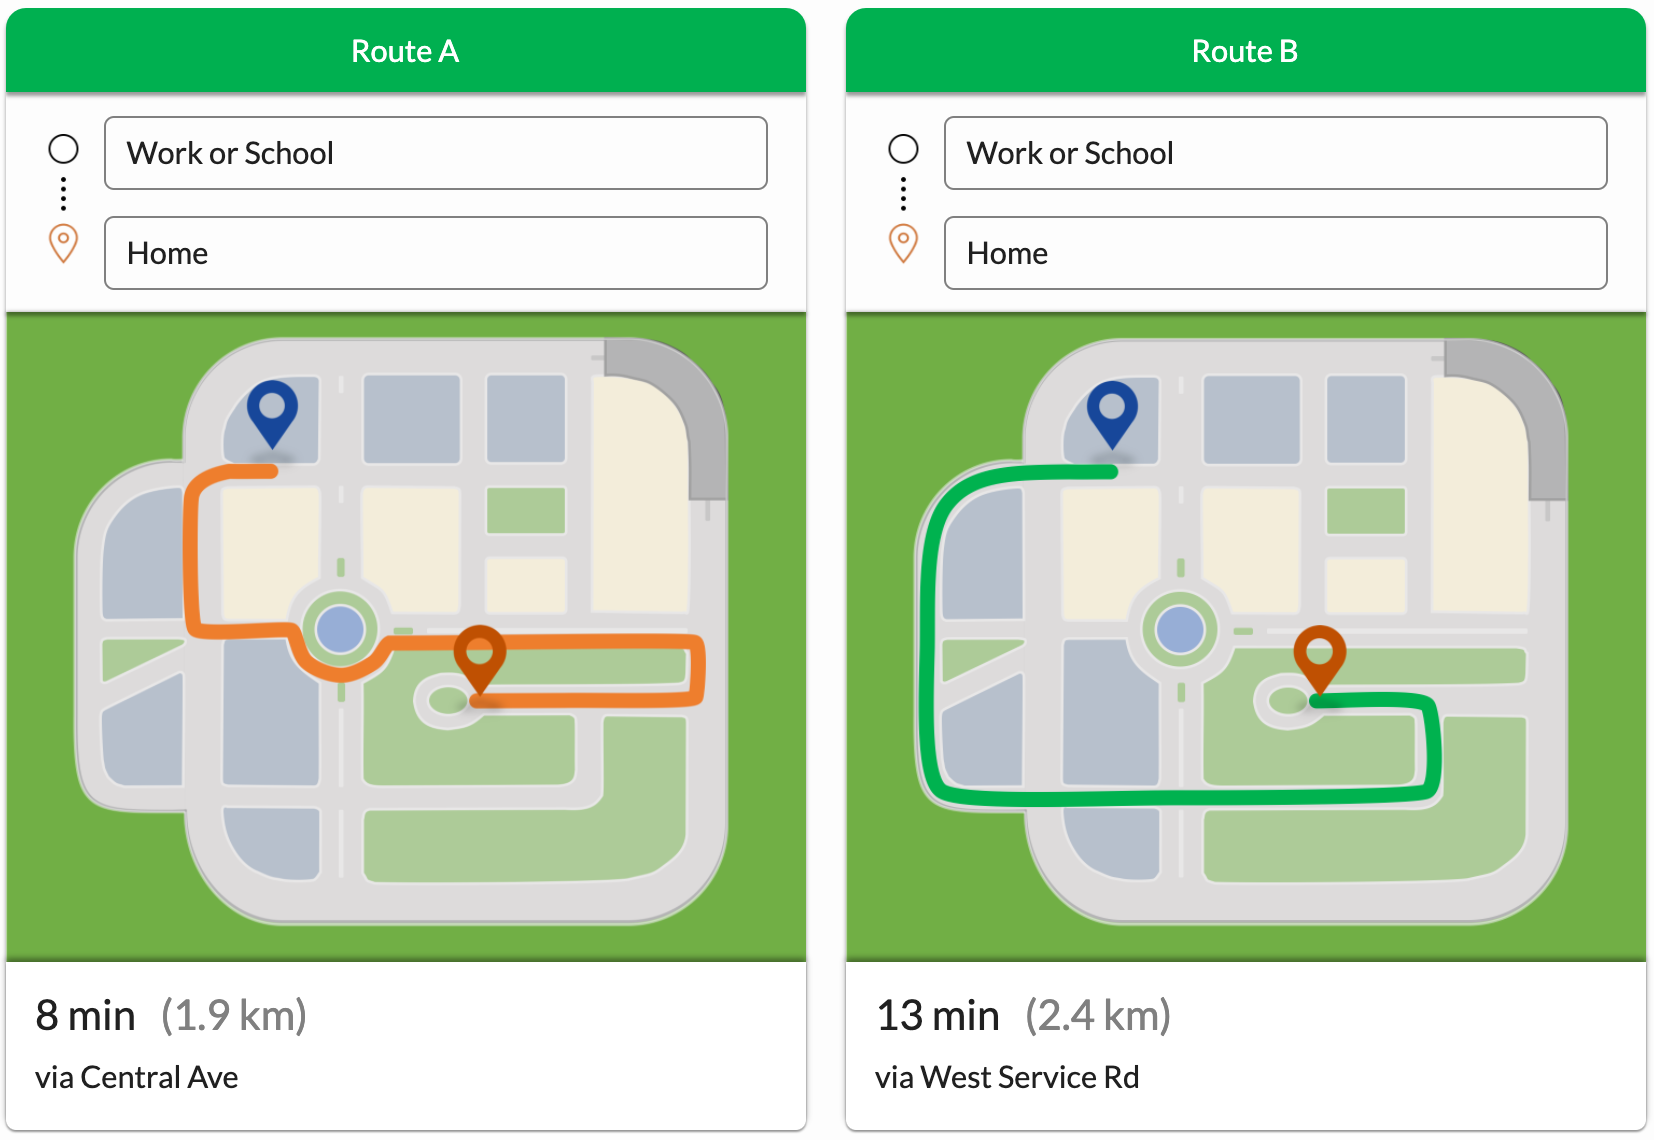 Route A
Work or School
Home
8 min (1.9 km)
via Central Ave
Route B
Work or School
Home
13 min (2.4 km)
via West Service Rd